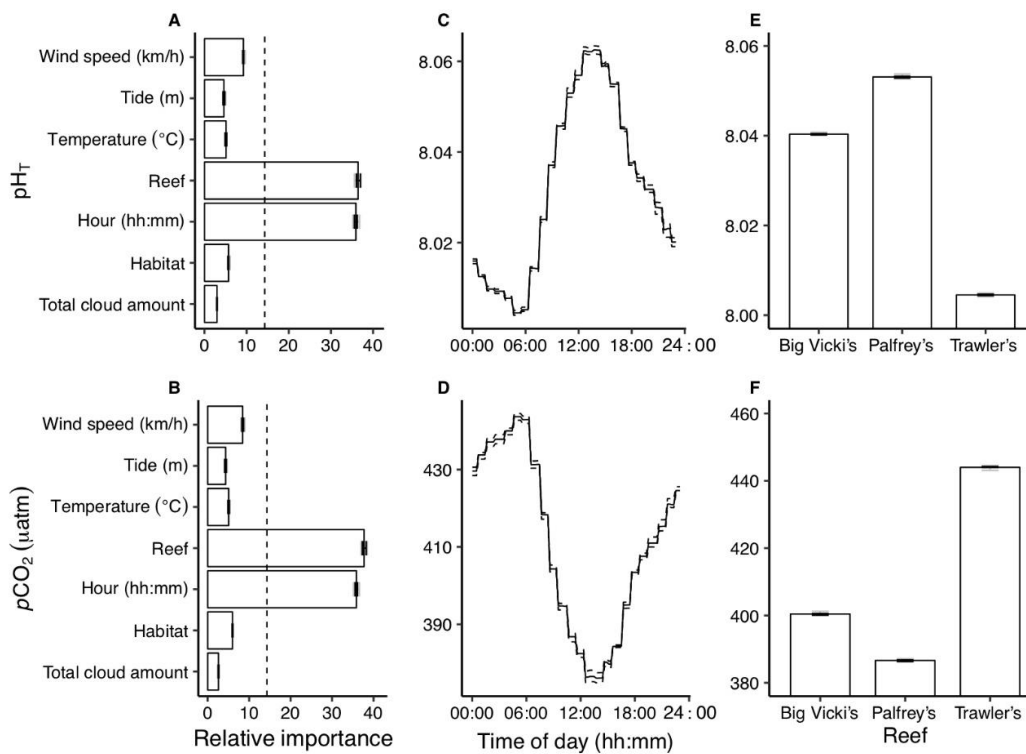 A
Wind speed (km/h)
Tide (m)
Temperature (°C)
Reef
Hour (hh:mm)
Habitat
Total cloud amount
pHT
0 10 20 30 40
C
8.06
8.04
8.02
00:00 06:00 12:00 18:00 24:00
E
8.06
8.04
8.02
8.00
Big Vicki's Palfrey's Trawler's
B
Wind speed (km/h)
Tide (m)
Temperature (°C)
Reef
Hour (hh:mm)
Habitat
Total cloud amount
pCO2 (µatm)
0 10 20 30 40
Relative importance
D
430
410
390
00:00 06:00 12:00 18:00 24:00
Time of day (hh:mm)
F
460
440
420
400
380
Big Vicki's Palfrey's Trawler's
Reef